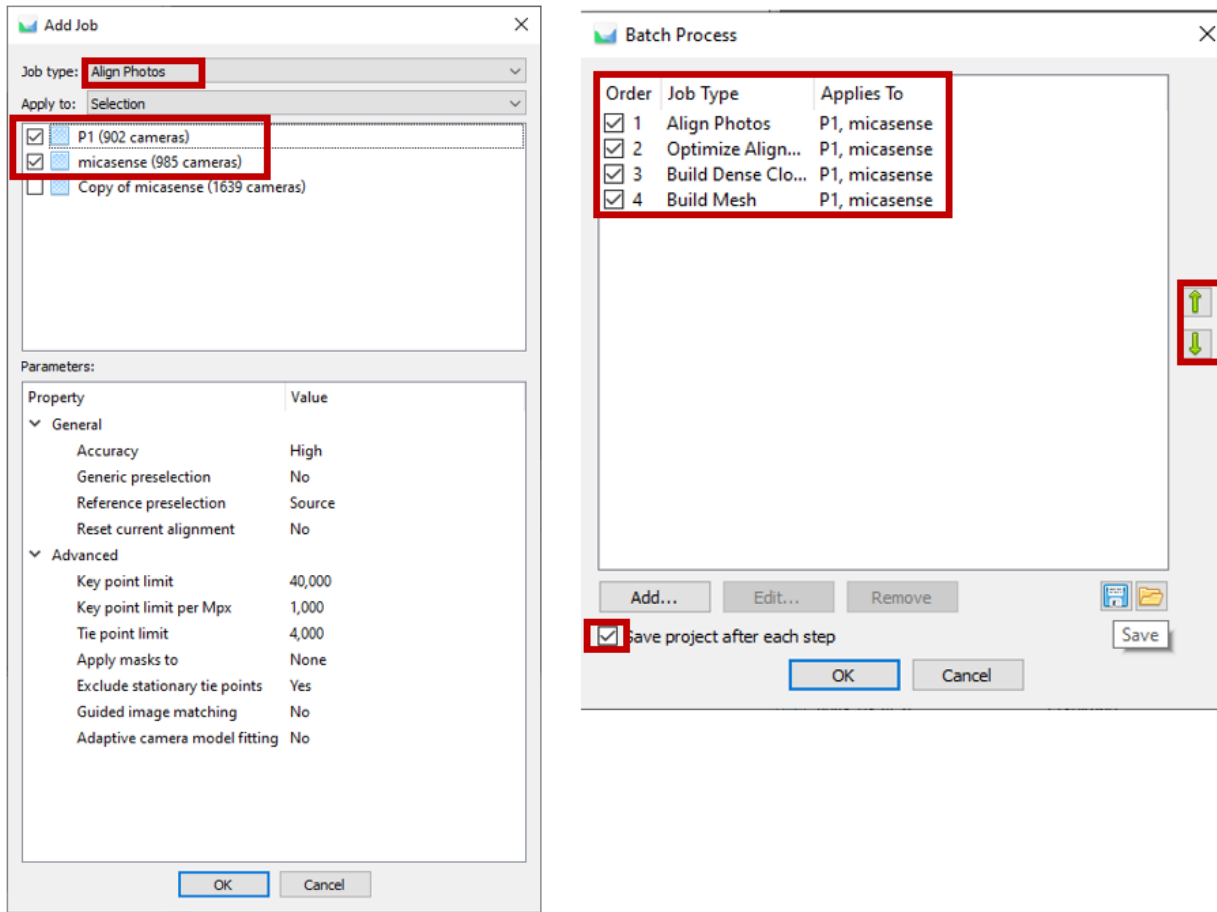 Add Job
Job type: Align Photos
Apply to: Selection
P1 (902 cameras)
micasense (985 cameras)
Copy of micasense (1639 cameras)
Parameters:
Property Value
General
Accuracy High
Generic preselection No
Reference preselection Source
Reset current alignment No
Advanced
Key point limit 40,000
Key point limit per Mpx 1,000
Tie point limit 4,000
Apply masks to None
Exclude stationary tie points Yes
Guided image matching No
Adaptive camera model fitting No
OK Cancel
Batch Process
Order Job Type Applies To
1 Align Photos P1, micasense
2 Optimize Align... P1, micasense
3 Build Dense Clo... P1, micasense
4 Build Mesh P1, micasense
Add... Edit... Remove
Save project after each step
Save
OK Cancel